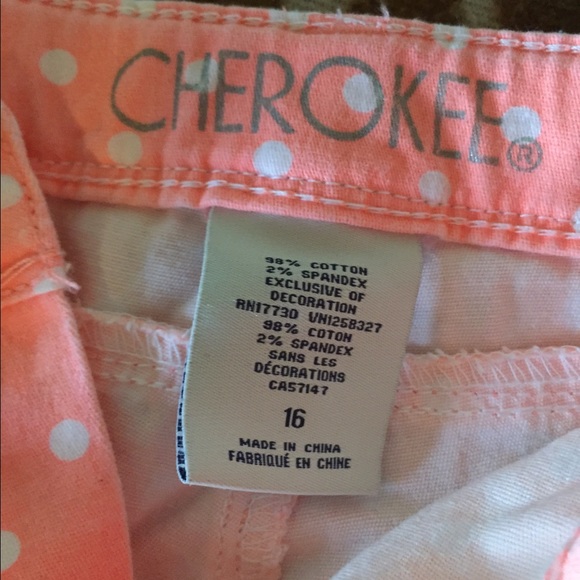 CHEROKEE®
98% COTTON
2% SPANDEX
EXCLUSIVE OF
DECORATION
RN17730 VN1258327
98% COTON
2% SPANDEX
SANS LES
DÉCORATIONS
CA57147
16
MADE IN CHINA
FABRIQUÉ EN CHINE